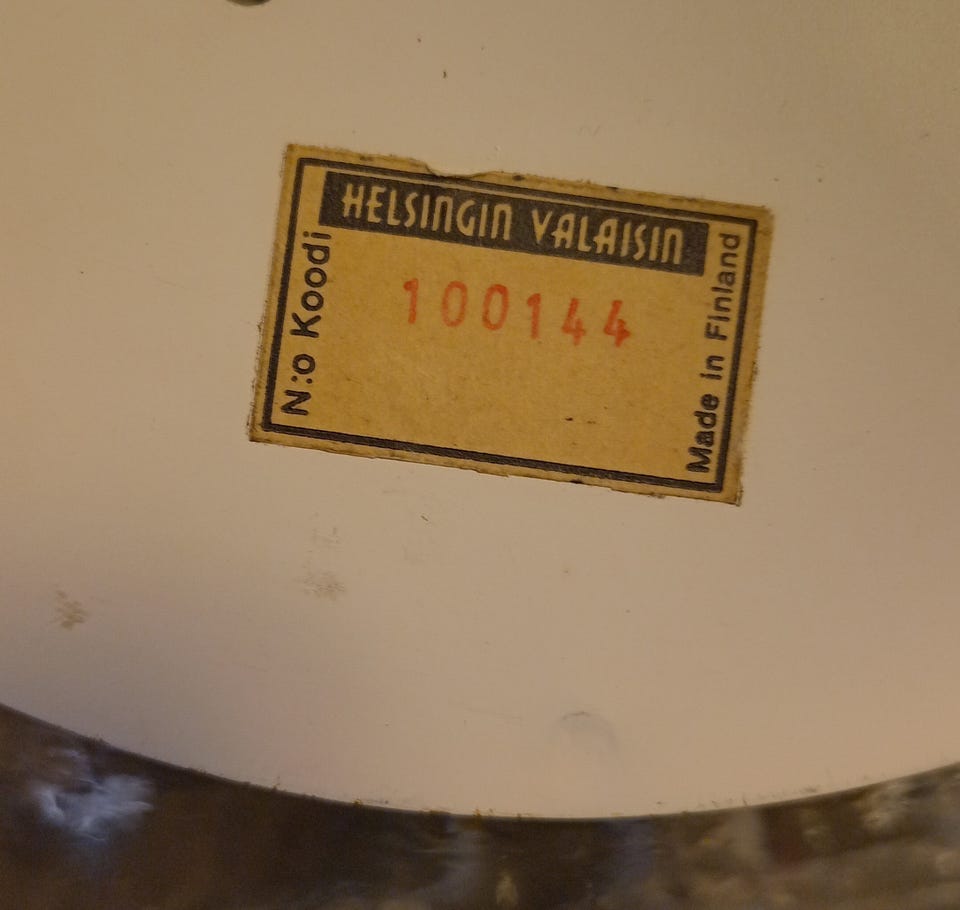 HELSINGIN VALAISIN
N:o Koodi
100144
Made in Finland